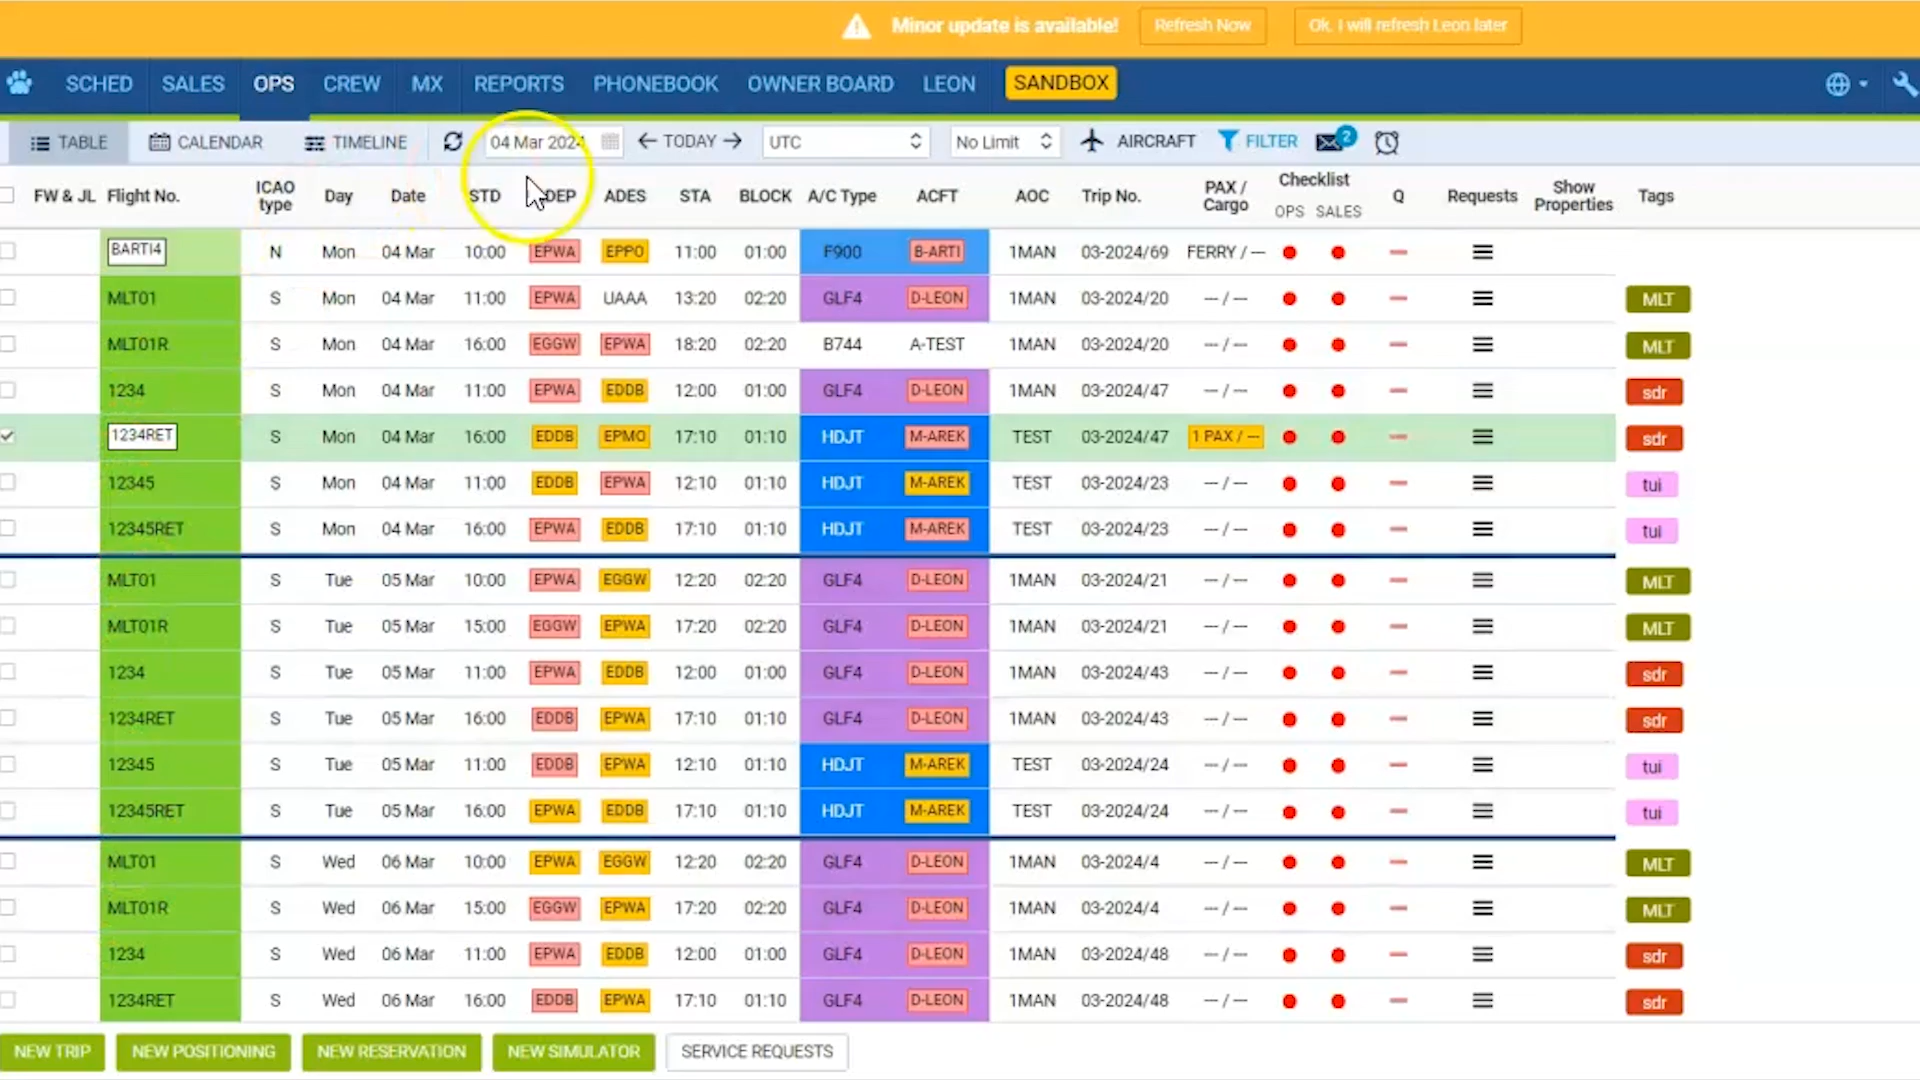 Minor update is available! Refresh Now Ok, I will refresh Leon later
SCHED SALES OPS CREW MX REPORTS PHONEBOOK OWNER BOARD LEON SANDBOX
TABLE CALENDAR TIMELINE 04 Mar 2024 TODAY UTC No Limit AIRCRAFT FILTER 2
FW & JL Flight No. ICAO type Day Date STD ADEP ADES STA BLOCK A/C Type ACFT AOC Trip No. PAX / Cargo Checklist OPS SALES Q Requests Show Properties Tags
BARTI4 N Mon 04 Mar 10:00 EPWA EPPO 11:00 01:00 F900 B-ARTI 1MAN 03-2024/69 FERRY / —
MLT01 S Mon 04 Mar 11:00 EPWA UAAA 13:20 02:20 GLF4 D-LEON 1MAN 03-2024/20 — / — MLT
MLT01R S Mon 04 Mar 16:00 EGGW EPWA 18:20 02:20 B744 A-TEST 1MAN 03-2024/20 — / — MLT
1234 S Mon 04 Mar 11:00 EPWA EDDB 12:00 01:00 GLF4 D-LEON 1MAN 03-2024/47 — / — sdr
1234RET S Mon 04 Mar 16:00 EDDB EPMO 17:10 01:10 HDJT M-AREK TEST 03-2024/47 1 PAX / — sdr
12345 S Mon 04 Mar 11:00 EDDB EPWA 12:10 01:10 HDJT M-AREK TEST 03-2024/23 — / — tui
12345RET S Mon 04 Mar 16:00 EPWA EDDB 17:10 01:10 HDJT M-AREK TEST 03-2024/23 — / — tui
MLT01 S Tue 05 Mar 10:00 EPWA EGGW 12:20 02:20 GLF4 D-LEON 1MAN 03-2024/21 — / — MLT
MLT01R S Tue 05 Mar 15:00 EGGW EPWA 17:20 02:20 GLF4 D-LEON 1MAN 03-2024/21 — / — MLT
1234 S Tue 05 Mar 11:00 EPWA EDDB 12:00 01:00 GLF4 D-LEON 1MAN 03-2024/43 — / — sdr
1234RET S Tue 05 Mar 16:00 EDDB EPWA 17:10 01:10 GLF4 D-LEON 1MAN 03-2024/43 — / — sdr
12345 S Tue 05 Mar 11:00 EDDB EPWA 12:10 01:10 HDJT M-AREK TEST 03-2024/24 — / — tui
12345RET S Tue 05 Mar 16:00 EPWA EDDB 17:10 01:10 HDJT M-AREK TEST 03-2024/24 — / — tui
MLT01 S Wed 06 Mar 10:00 EPWA EGGW 12:20 02:20 GLF4 D-LEON 1MAN 03-2024/4 — / — MLT
MLT01R S Wed 06 Mar 15:00 EGGW EPWA 17:20 02:20 GLF4 D-LEON 1MAN 03-2024/4 — / — MLT
1234 S Wed 06 Mar 11:00 EPWA EDDB 12:00 01:00 GLF4 D-LEON 1MAN 03-2024/48 — / — sdr
1234RET S Wed 06 Mar 16:00 EDDB EPWA 17:10 01:10 GLF4 D-LEON 1MAN 03-2024/48 — / — sdr
NEW TRIP NEW POSITIONING NEW RESERVATION NEW SIMULATOR SERVICE REQUESTS